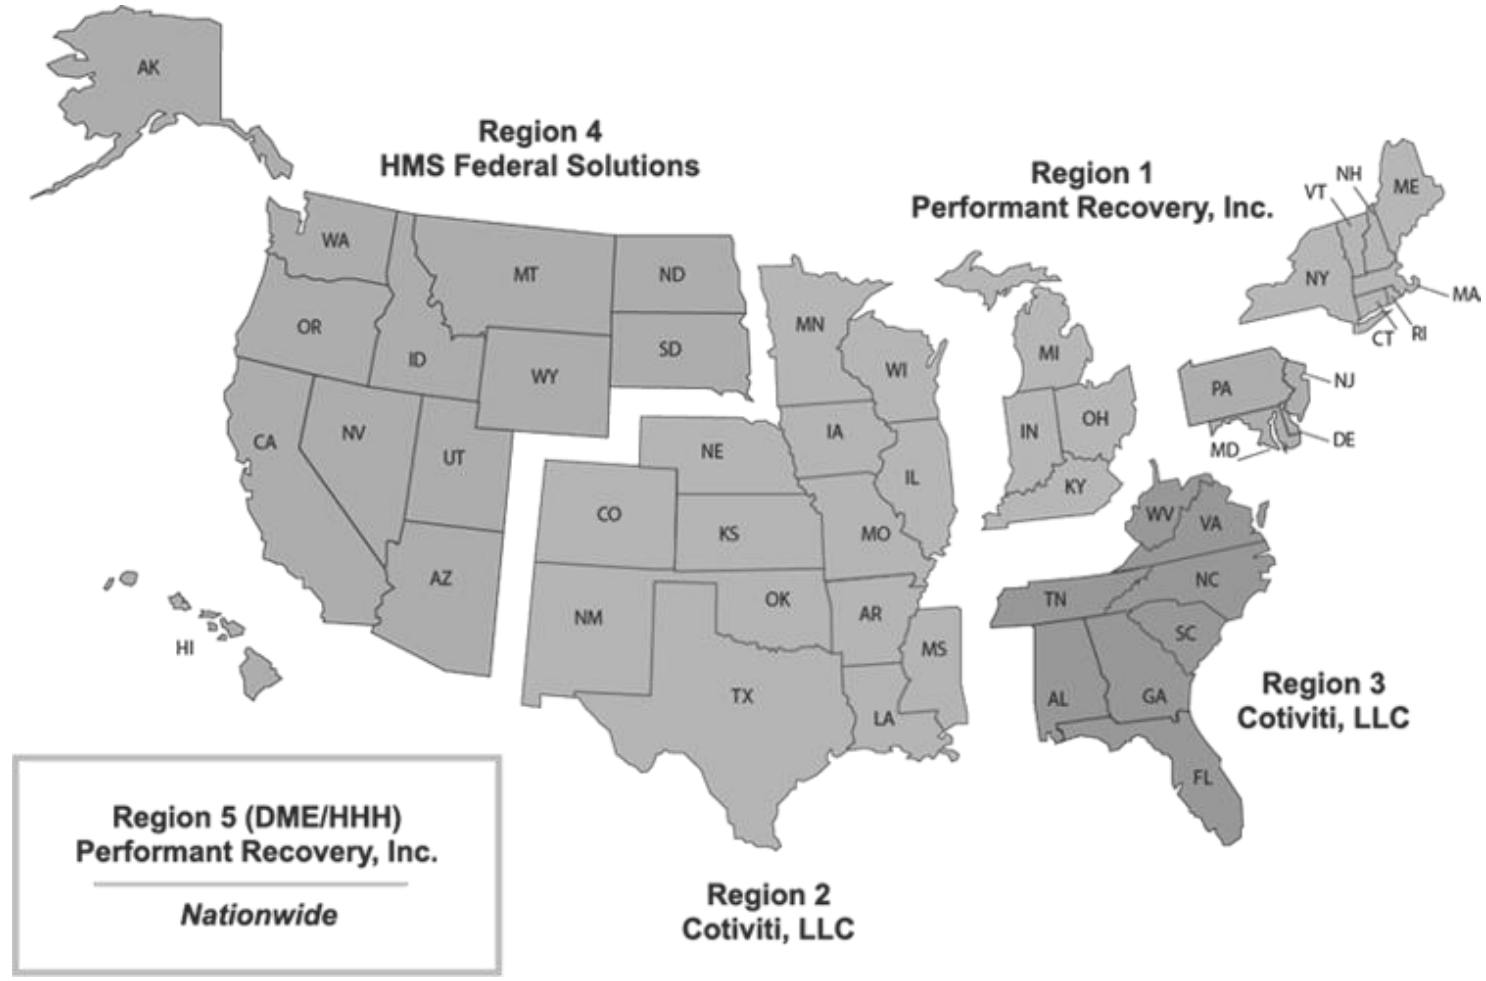 AK
Region 4
HMS Federal Solutions
Region 1
Performant Recovery, Inc.
NH
VT
ME
WA
MT
ND
NY
MA
OR
MN
RI
CT
ID
SD
WI
MI
WY
PA
NJ
CA
NV
UT
NE
IA
IL
IN
OH
MD
DE
KY
CO
KS
MO
WV
VA
AZ
NM
OK
AR
TN
NC
HI
MS
SC
TX
LA
AL
GA
Region 3
Cotiviti, LLC
FL
Region 5 (DME/HHH)
Performant Recovery, Inc.
Nationwide
Region 2
Cotiviti, LLC